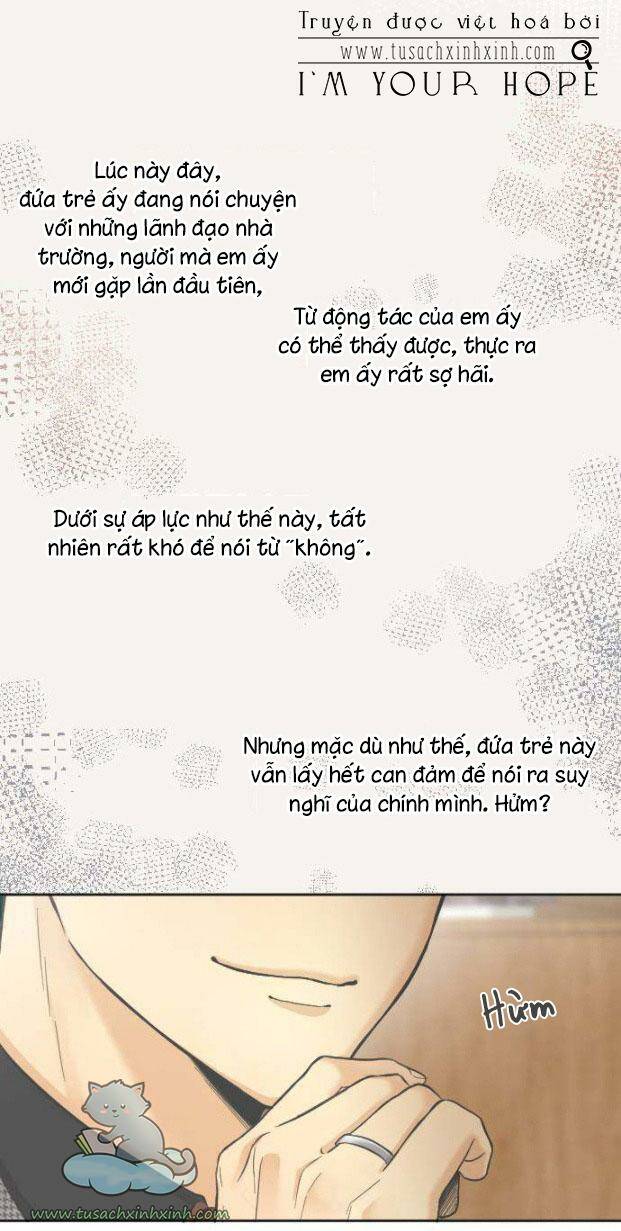 Truyện được việt hoá bởi
www.tusachxinhxinh.com
I'M YOUR HOPE
Lúc này đây,
đứa trẻ ấy đang nói chuyện
với những lãnh đạo nhà
trường, người mà em ấy
mới gặp lần đầu tiên,
Từ động tác của em ấy
có thể thấy được, thực ra
em ấy rất sợ hãi.
Dưới sự áp lực như thế này, tất
nhiên rất khó để nói từ "không".
Nhưng mặc dù như thế, đứa trẻ này
vẫn lấy hết can đảm để nói ra suy
nghĩ của chính mình. Hửm?
Hừm
www.tusachxinhxinh.com